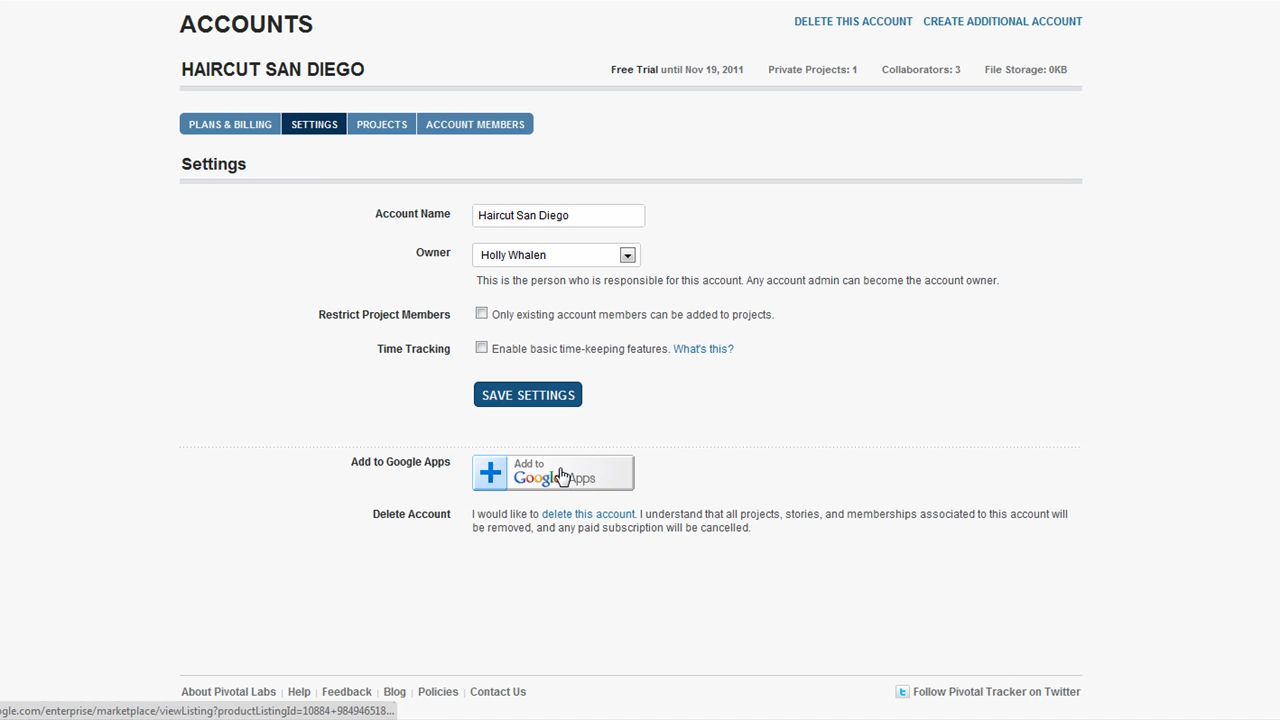 ACCOUNTS
DELETE THIS ACCOUNT CREATE ADDITIONAL ACCOUNT
HAIRCUT SAN DIEGO
Free Trial until Nov 19, 2011 Private Projects: 1 Collaborators: 3 File Storage: 0KB
PLANS & BILLING SETTINGS PROJECTS ACCOUNT MEMBERS
Settings
Account Name Haircut San Diego
Owner Holly Whalen
This is the person who is responsible for this account. Any account admin can become the account owner.
Restrict Project Members Only existing account members can be added to projects.
Time Tracking Enable basic time-keeping features. What's this?
SAVE SETTINGS
Add to Google Apps Add to
Google Apps
Delete Account I would like to delete this account. I understand that all projects, stories, and memberships associated to this account will
be removed, and any paid subscription will be cancelled.
About Pivotal Labs | Help | Feedback | Blog | Policies | Contact Us Follow Pivotal Tracker on Twitter
ogle.com/enterprise/marketplace/viewListing?productListingId=10884+984946518...